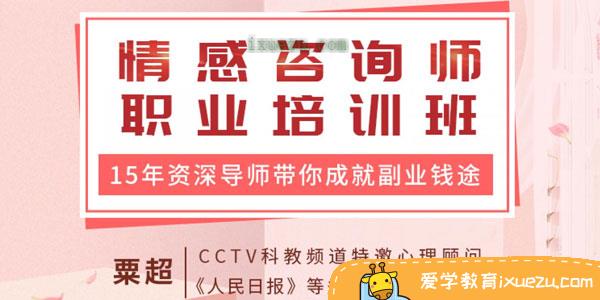 情感咨询师
职业培训班
15年资深导师带你成就副业钱途
粟超
CCTV科教频道特邀心理顾问
《人民日报》等
爱学教育ixuezu.com